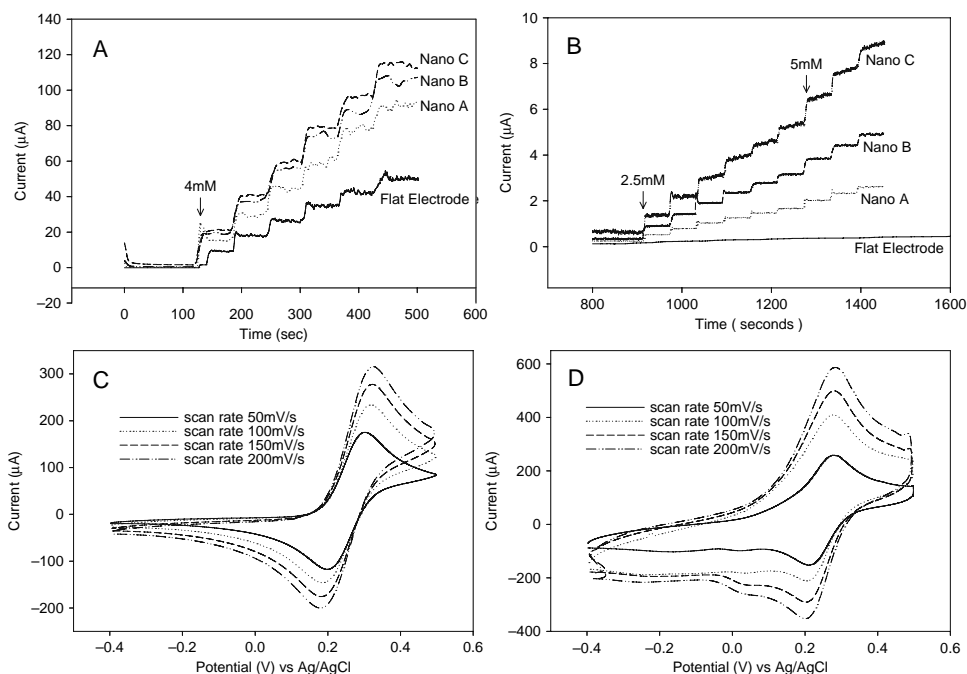 A
Current (µA)
140
120
100
80
60
40
20
0
–20
4mM
Nano C
Nano B
Nano A
Flat Electrode
0 100 200 300 400 500 600
Time (sec)
B
Current (µA)
10
8
6
4
2
0
2.5mM
5mM
Nano C
Nano B
Nano A
Flat Electrode
800 1000 1200 1400 1600
Time ( seconds )
C
Current (µA)
300
200
100
0
–100
–200
scan rate 50mV/s
scan rate 100mV/s
scan rate 150mV/s
scan rate 200mV/s
–0.4 –0.2 0.0 0.2 0.4 0.6
Potential (V) vs Ag/AgCl
D
Current (µA)
600
400
200
0
–200
–400
scan rate 50mV/s
scan rate 100mV/s
scan rate 150mV/s
scan rate 200mV/s
–0.4 –0.2 0.0 0.2 0.4 0.6
Potential (V) vs Ag/AgCl